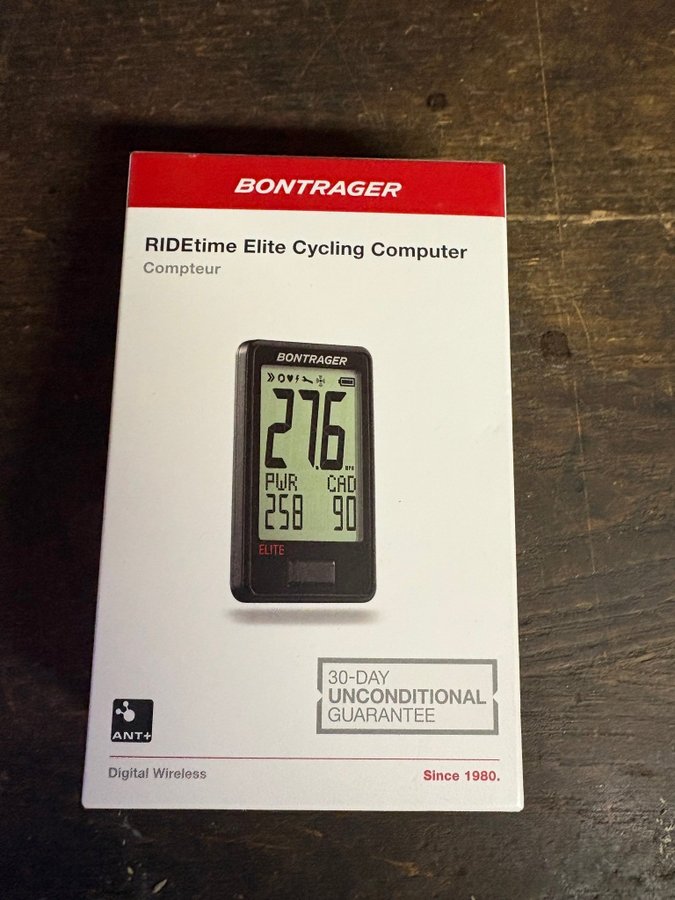 BONTRAGER
RIDEtime Elite Cycling Computer
Compteur
BONTRAGER
27.6
PWR CAD
258 90
ELITE
30-DAY
UNCONDITIONAL
GUARANTEE
ANT+
Digital Wireless
Since 1980.